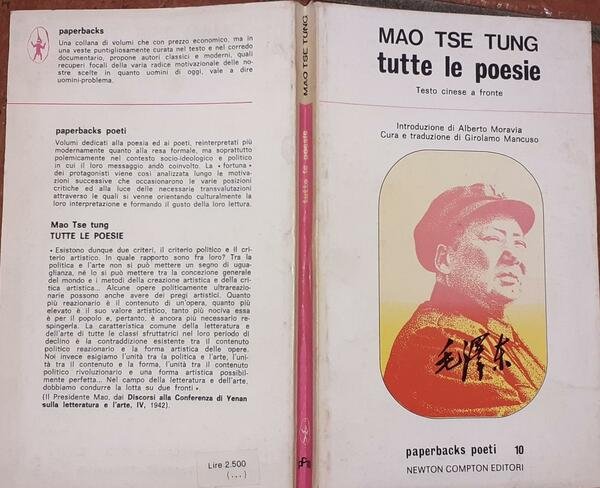 paperbacks
Una collana di volumi che con prezzo economico, ma in
una veste puntigliosamente curata nel testo e nel corredo
documentario, propone autori classici e moderni, quali
recuperi focali della varia radice motivazionale delle no-
stre scelte in quanto uomini di oggi, vale a dire
uomini-problema.
paperbacks poeti
Volumi dedicati alla poesia ed ai poeti, reinterpretati più
modernamente quanto alla resa formale, ma soprattutto
polemicamente nel contesto socio-ideologico e politico
in cui il loro messaggio andò coinvolto. La « fortuna »
dei protagonisti viene così analizzata lungo le motiva-
zioni successive che occasionarono le varie posizioni
critiche ed alla luce delle necessarie transvalutazioni
attraverso le quali si venne orientando culturalmente la
loro interpretazione e formando il gusto della loro lettura.
Mao Tse tung
TUTTE LE POESIE
« Esistono dunque due criteri, il criterio politico e il cri-
terio artistico. In quale rapporto sono fra loro? Tra la
politica e l'arte non si può mettere un segno di ugua-
glianza, né lo si può mettere tra la concezione generale
del mondo e i metodi della creazione artistica e della cri-
tica artistica... Alcune opere politicamente ultrareazio-
narie possono anche avere dei pregi artistici. Quanto
più reazionario è il contenuto di un'opera, quanto più
elevato è il suo valore artistico, tanto più nociva essa
è per il popolo e, pertanto, è ancora più necessario re-
spingerla. La caratteristica comune della letteratura e
dell'arte di tutte le classi sfruttatrici nel loro periodo di
declino è la contraddizione esistente tra il contenuto
politico reazionario e la forma artistica delle opere.
Noi invece esigiamo l'unità tra la politica e l'arte, l'uni-
tà tra il contenuto e la forma, l'unità tra il contenuto
politico rivoluzionario e una forma artistica possibil-
mente perfetta... Nel campo della letteratura e dell'arte,
dobbiamo condurre la lotta su due fronti ».
(Il Presidente Mao, dai Discorsi alla Conferenza di Yenan
sulla letteratura e l'arte, IV, 1942).
Lire 2.500
(...)
MAO TSE TUNG
tutte le poesie
MAO TSE TUNG
tutte le poesie
Testo cinese a fronte
Introduzione di Alberto Moravia
Cura e traduzione di Girolamo Mancuso
毛泽东
paperbacks poeti 10
NEWTON COMPTON EDITORI